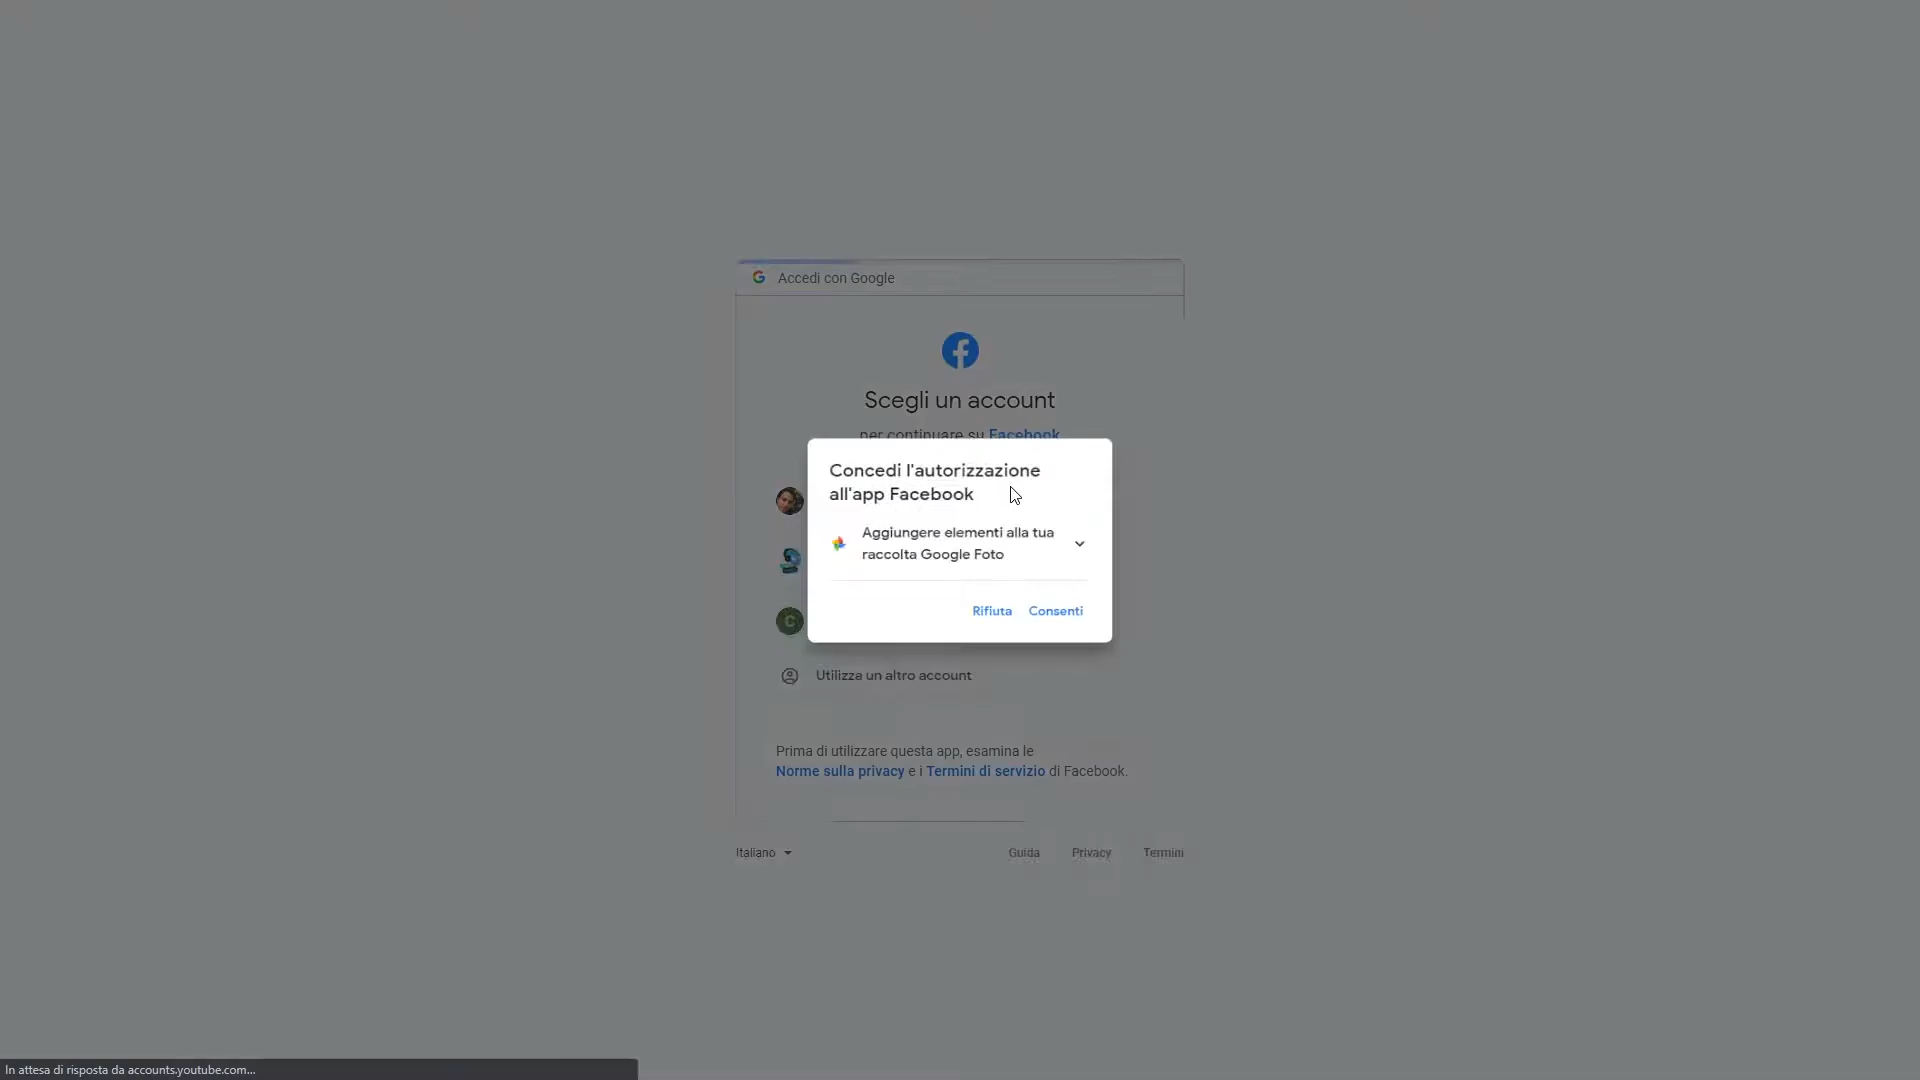 Accedi con Google
Scegli un account
per continuare su Facebook
Concedi l'autorizzazione
all'app Facebook
Aggiungere elementi alla tua
raccolta Google Foto
Rifiuta Consenti
C
Utilizza un altro account
Prima di utilizzare questa app, esamina le
Norme sulla privacy e i Termini di servizio di Facebook.
Italiano Guida Privacy Termini
In attesa di risposta da accounts.youtube.com...